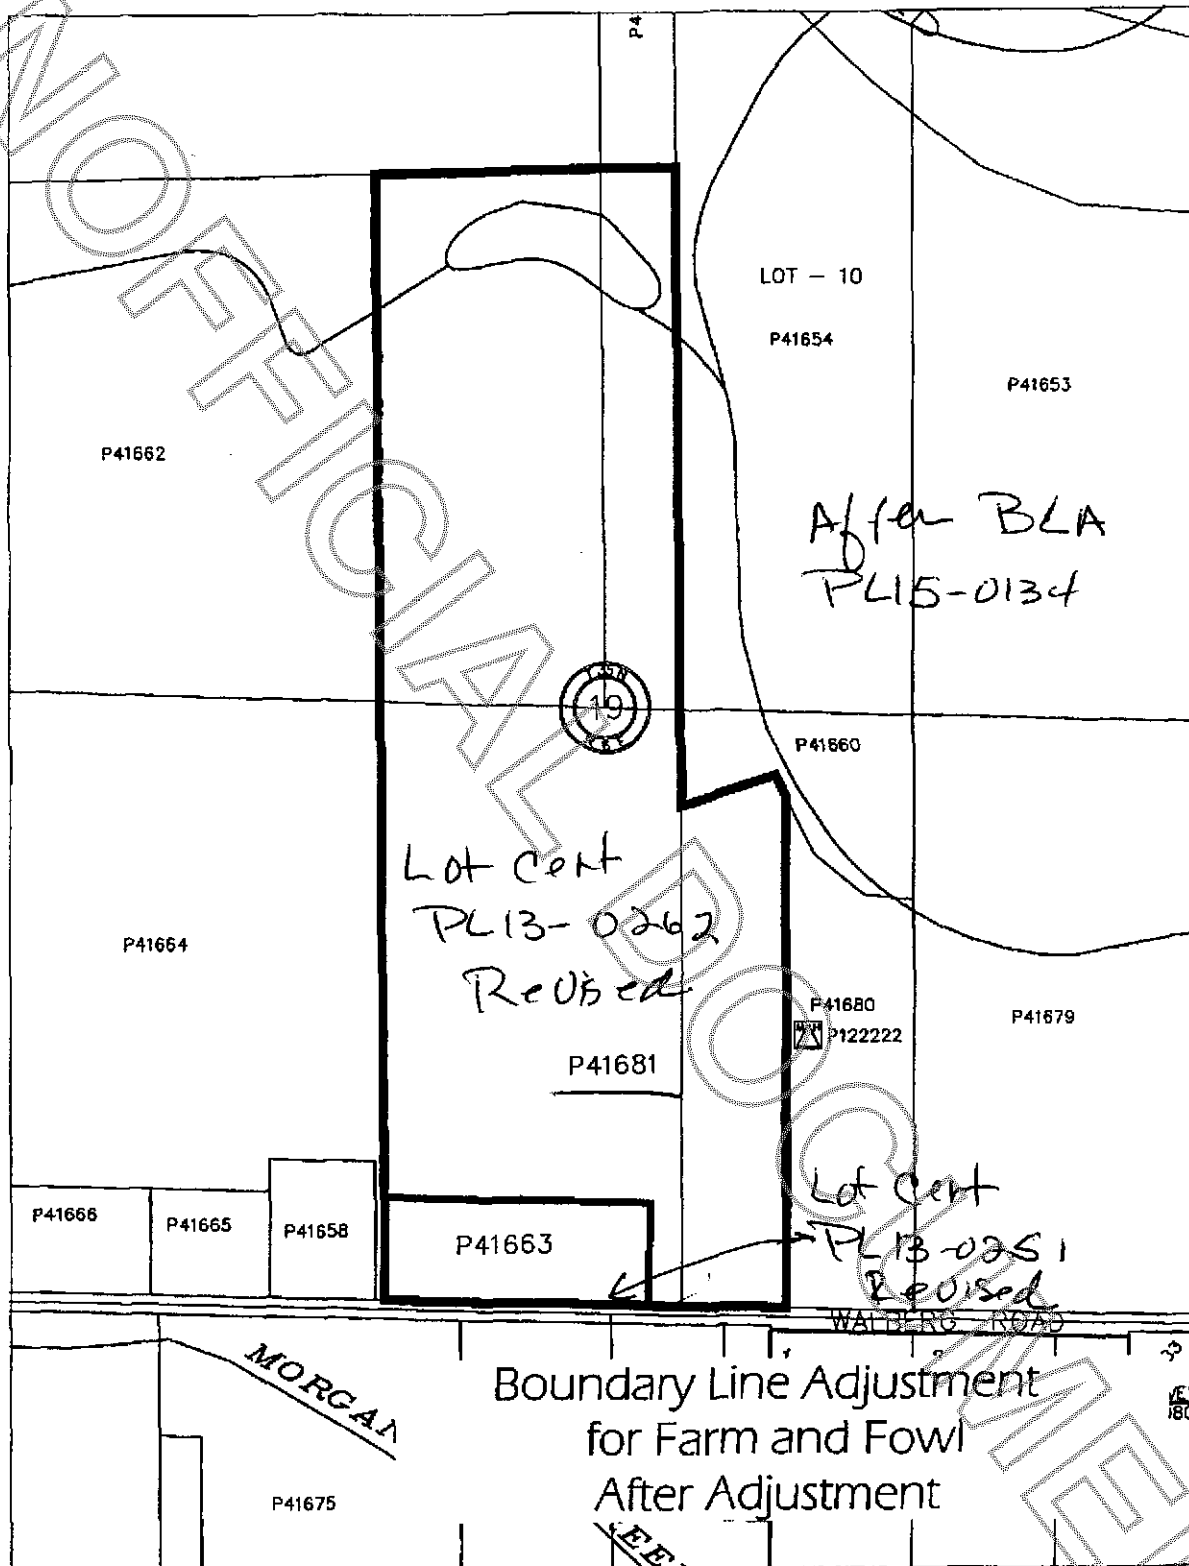 P4
UNOFFICIAL DOCUMENT
LOT – 10
P41654
P41653
P41662
After BLA
PL15-0134
T.35N
19
P41660
Lot Cert
PL13-0262
Revised
P41664
P41680
P122222
P41679
P41681
Lot Cert
PL13-0251
Revised
P41666
P41665
P41658
P41663
WALBERG ROAD
MORGAN
Boundary Line Adjustment
for Farm and Fowl
After Adjustment
P41675